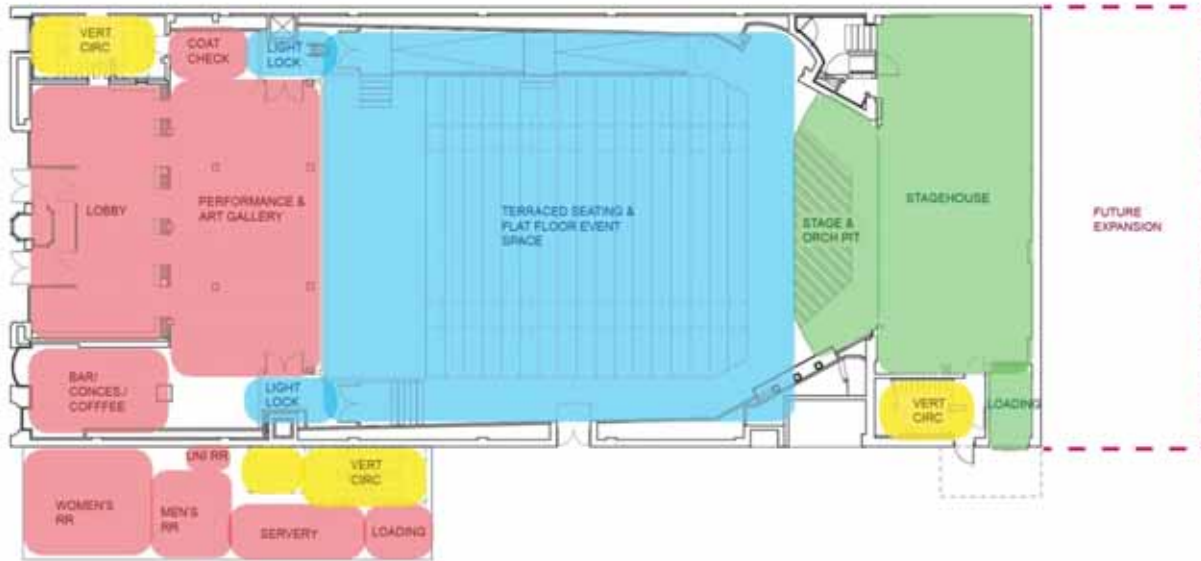 VERT
CIRC
COAT
CHECK
LIGHT
LOCK
LOBBY
PERFORMANCE &
ART GALLERY
TERRACED SEATING &
FLAT FLOOR EVENT
SPACE
STAGE &
ORCH PIT
STAGEHOUSE
FUTURE
EXPANSION
BAR/
CONCES./
COFFFEE
LIGHT
LOCK
VERT
CIRC
LOADING
UNI RR
VERT
CIRC
WOMEN'S
RR
MEN'S
RR
SERVERY
LOADING